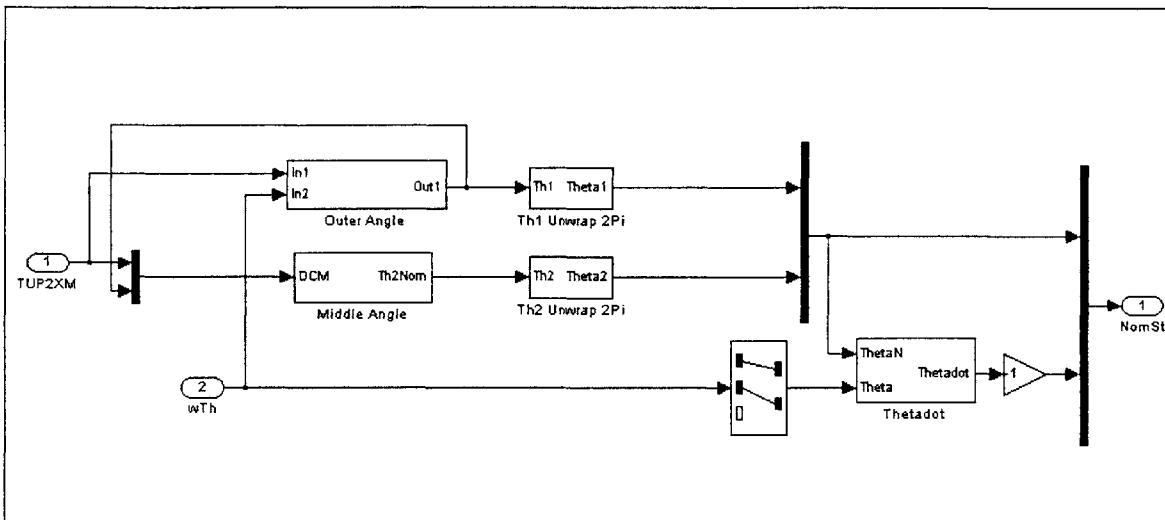 In1
In2
Out1
Outer Angle
Th1
Theta1
Th1 Unwrap 2Pi
1
TUP2XM
DCM
Th2Nom
Middle Angle
Th2
Theta2
Th2 Unwrap 2Pi
1
NomSt
2
wTh
ThetaN
Theta
Thetadot
Thetadot
1